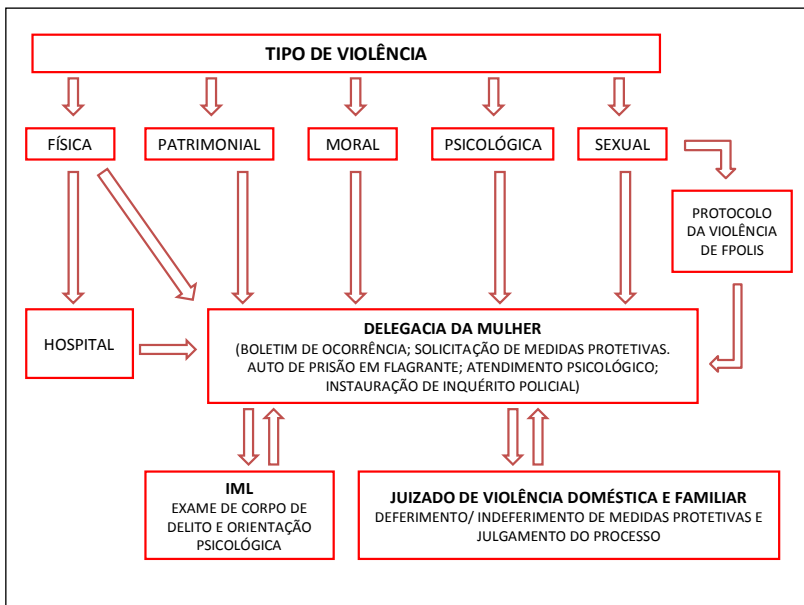 TIPO DE VIOLÊNCIA
FÍSICA
PATRIMONIAL
MORAL
PSICOLÓGICA
SEXUAL
PROTOCOLO
DA VIOLÊNCIA
DE FPOLIS
HOSPITAL
DELEGACIA DA MULHER
(BOLETIM DE OCORRÊNCIA; SOLICITAÇÃO DE MEDIDAS PROTETIVAS.
AUTO DE PRISÃO EM FLAGRANTE; ATENDIMENTO PSICOLÓGICO;
INSTAURAÇÃO DE INQUÉRITO POLICIAL)
IML
EXAME DE CORPO DE
DELITO E ORIENTAÇÃO
PSICOLÓGICA
JUIZADO DE VIOLÊNCIA DOMÉSTICA E FAMILIAR
DEFERIMENTO/ INDEFERIMENTO DE MEDIDAS PROTETIVAS E
JULGAMENTO DO PROCESSO